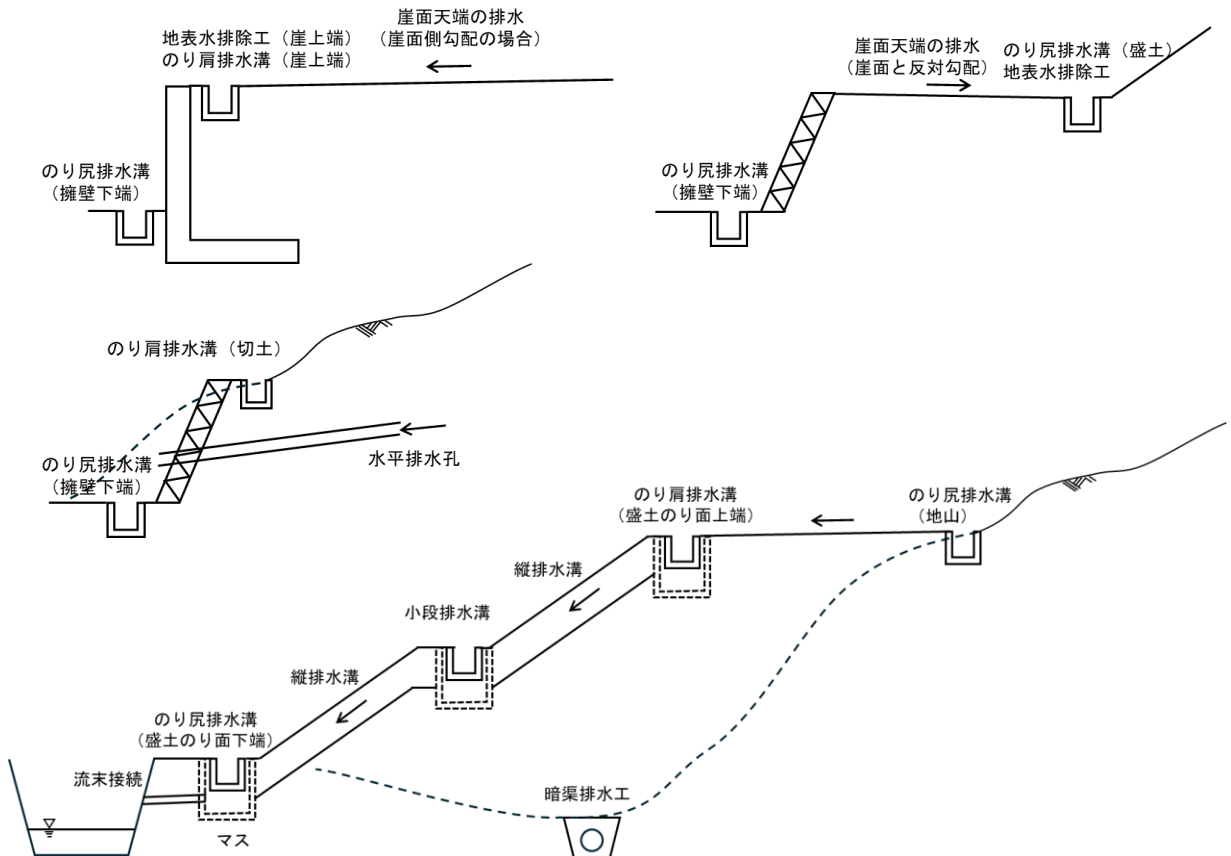 崖面天端の排水
（崖面側勾配の場合）
地表水排除工（崖上端）
のり肩排水溝（崖上端）
のり尻排水溝
（擁壁下端）
崖面天端の排水
（崖面と反対勾配）
のり尻排水溝（盛土）
地表水排除工
のり尻排水溝
（擁壁下端）
のり肩排水溝（切土）
のり尻排水溝
（擁壁下端）
水平排水孔
のり肩排水溝
（盛土のり面上端）
のり尻排水溝
（地山）
縦排水溝
小段排水溝
縦排水溝
のり尻排水溝
（盛土のり面下端）
流末接続
マス
暗渠排水工